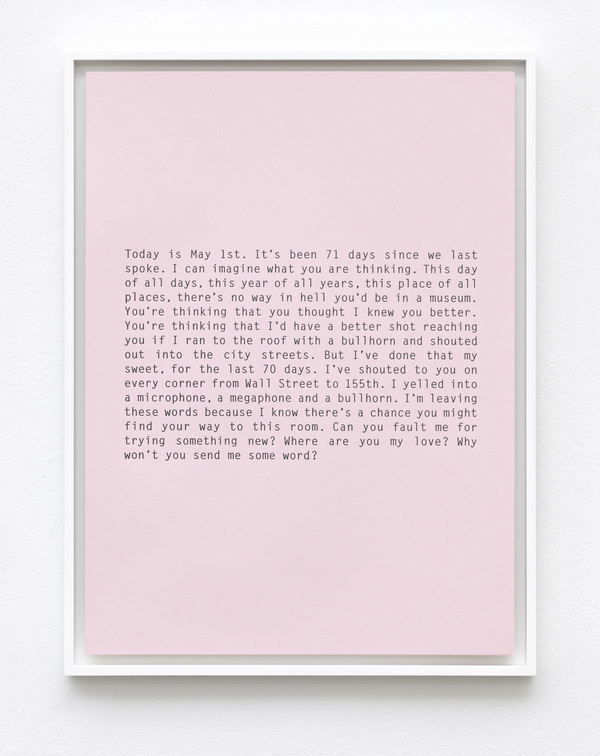 Today is May 1st. It's been 71 days since we last
spoke. I can imagine what you are thinking. This day
of all days, this year of all years, this place of all
places, there's no way in hell you'd be in a museum.
You're thinking that you thought I knew you better.
You're thinking that I'd have a better shot reaching
you if I ran to the roof with a bullhorn and shouted
out into the city streets. But I've done that my
sweet, for the last 70 days. I've shouted to you on
every corner from Wall Street to 155th. I yelled into
a microphone, a megaphone and a bullhorn. I'm leaving
these words because I know there's a chance you might
find your way to this room. Can you fault me for
trying something new? Where are you my love? Why
won't you send me some word?